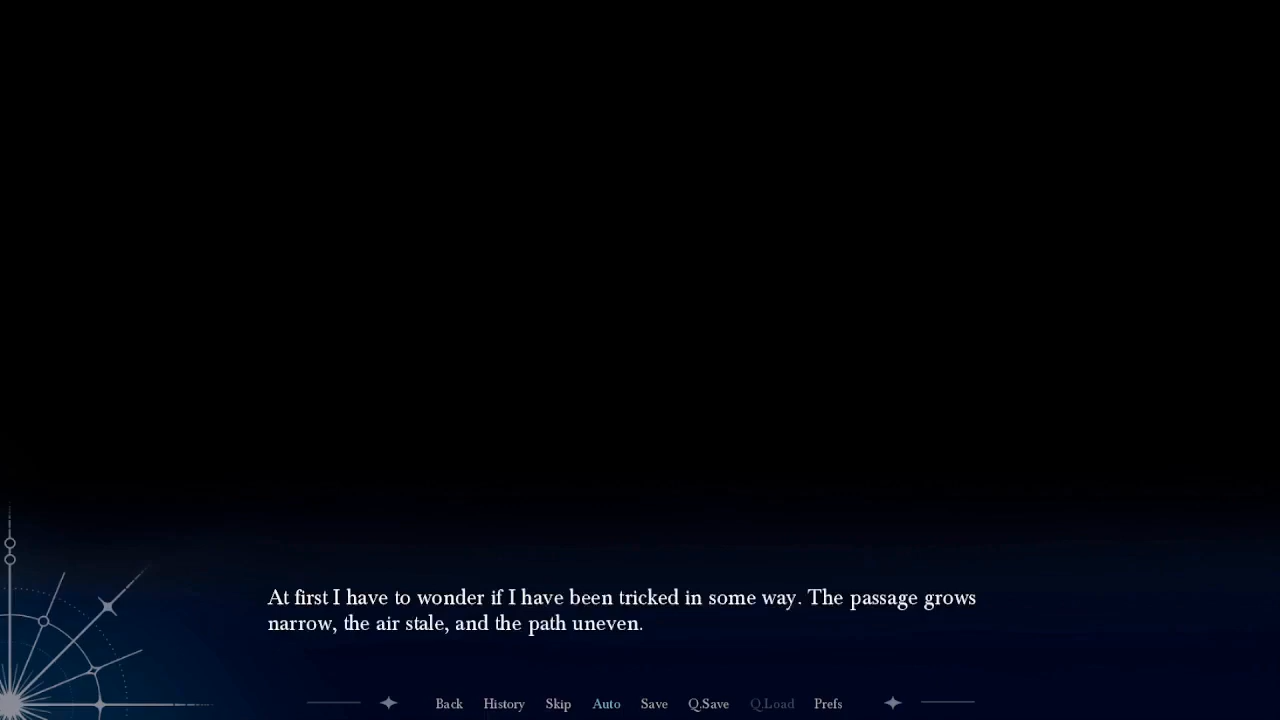 At first I have to wonder if I have been tricked in some way. The passage grows
narrow, the air stale, and the path uneven.
Back History Skip Auto Save Q.Save Q.Load Prefs